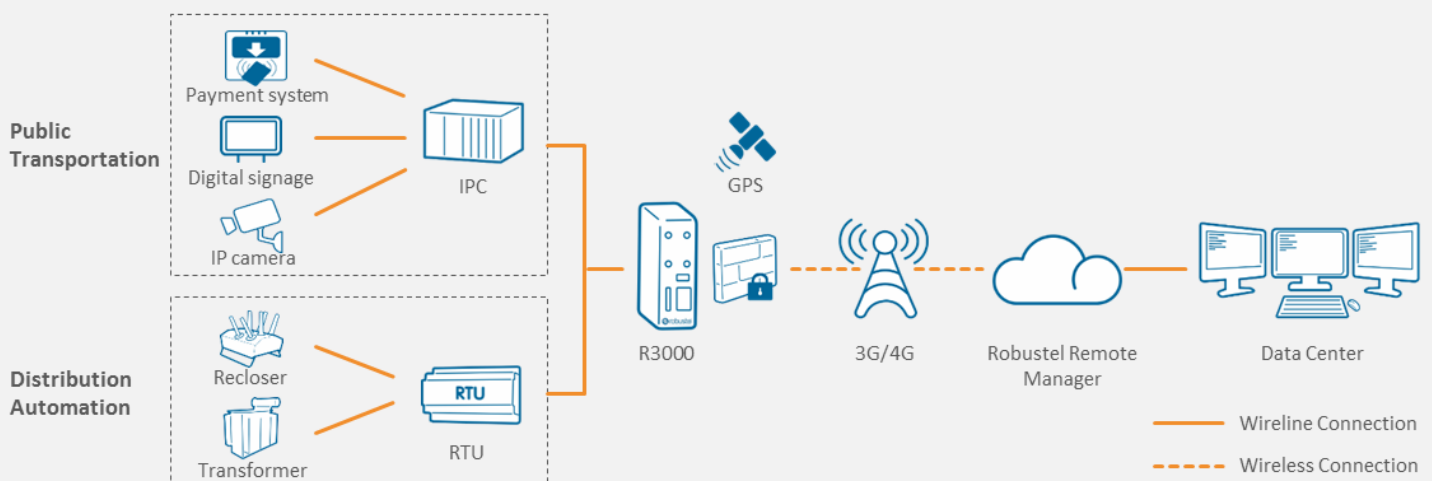 Public
Transportation
Payment system
Digital signage
IP camera
IPC
Distribution
Automation
Recloser
Transformer
RTU
RTU
GPS
robustel
R3000
3G/4G
Robustel Remote
Manager
Data Center
Wireline Connection
Wireless Connection